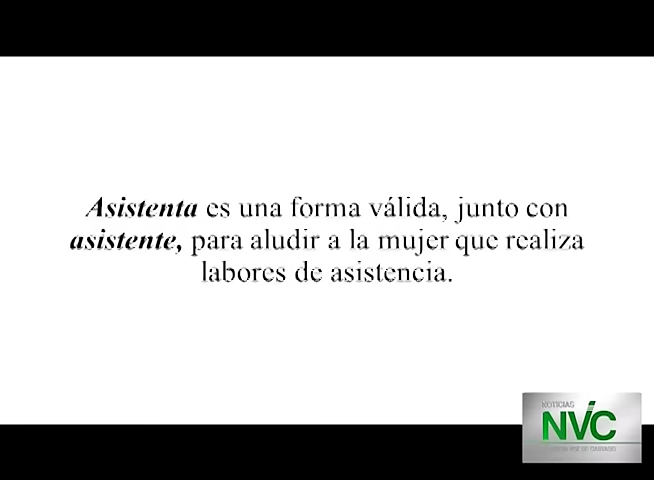 Asistenta es una forma válida, junto con
asistente, para aludir a la mujer que realiza
labores de asistencia.
NOTICIAS
NVC